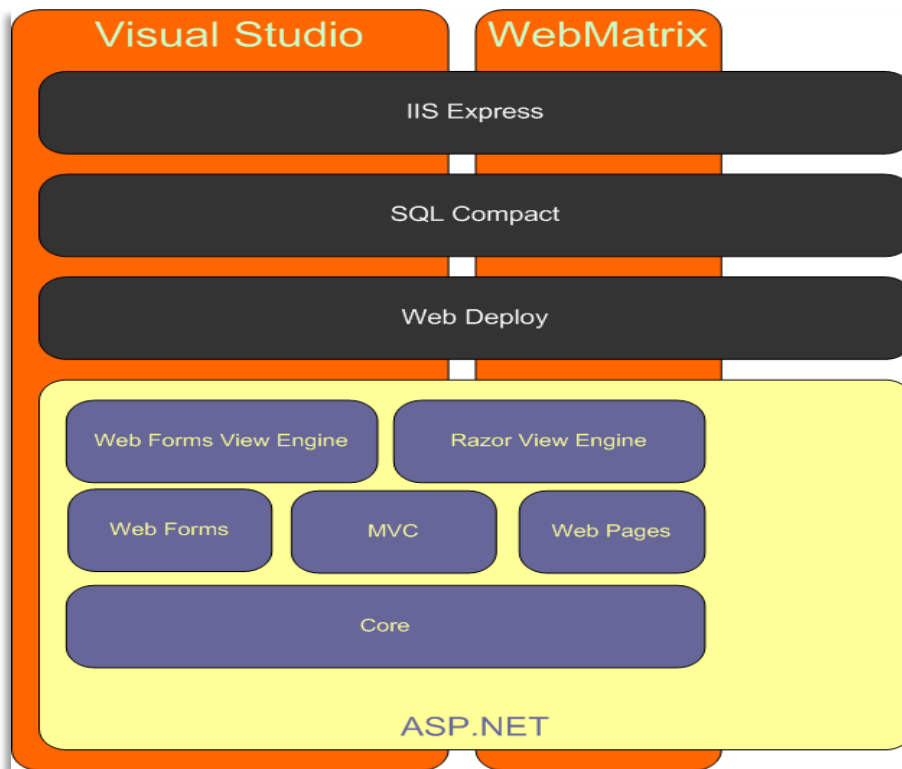 Visual Studio
WebMatrix
IIS Express
SQL Compact
Web Deploy
Web Forms View Engine
Razor View Engine
Web Forms
MVC
Web Pages
Core
ASP.NET